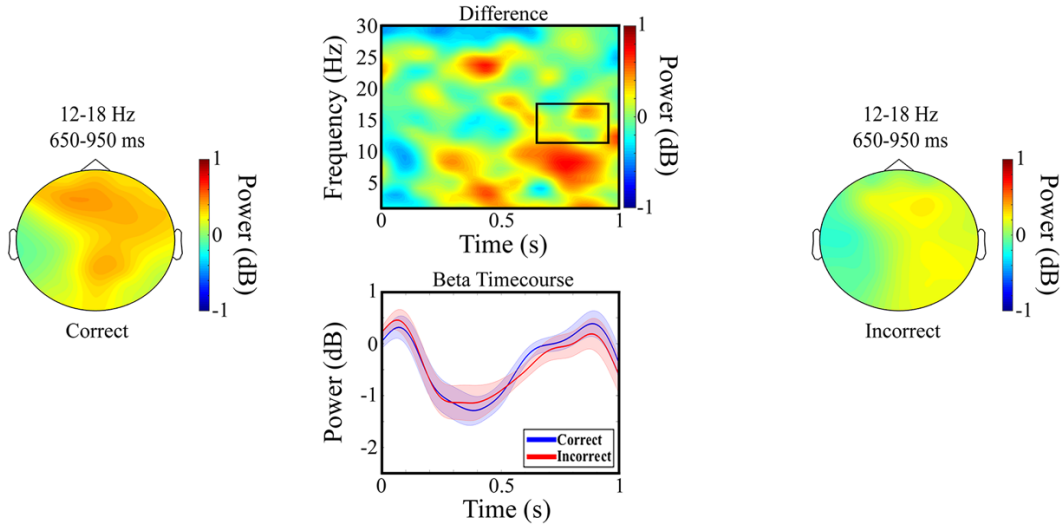 12-18 Hz
650-950 ms
1
0
-1
Power (dB)
Correct
Difference
30
25
20
15
10
5
Frequency (Hz)
0
0.5
1
Time (s)
1
0
-1
Power (dB)
Beta Timecourse
1
0
-1
-2
Power (dB)
Correct
Incorrect
0
0.5
1
Time (s)
12-18 Hz
650-950 ms
1
0
-1
Power (dB)
Incorrect